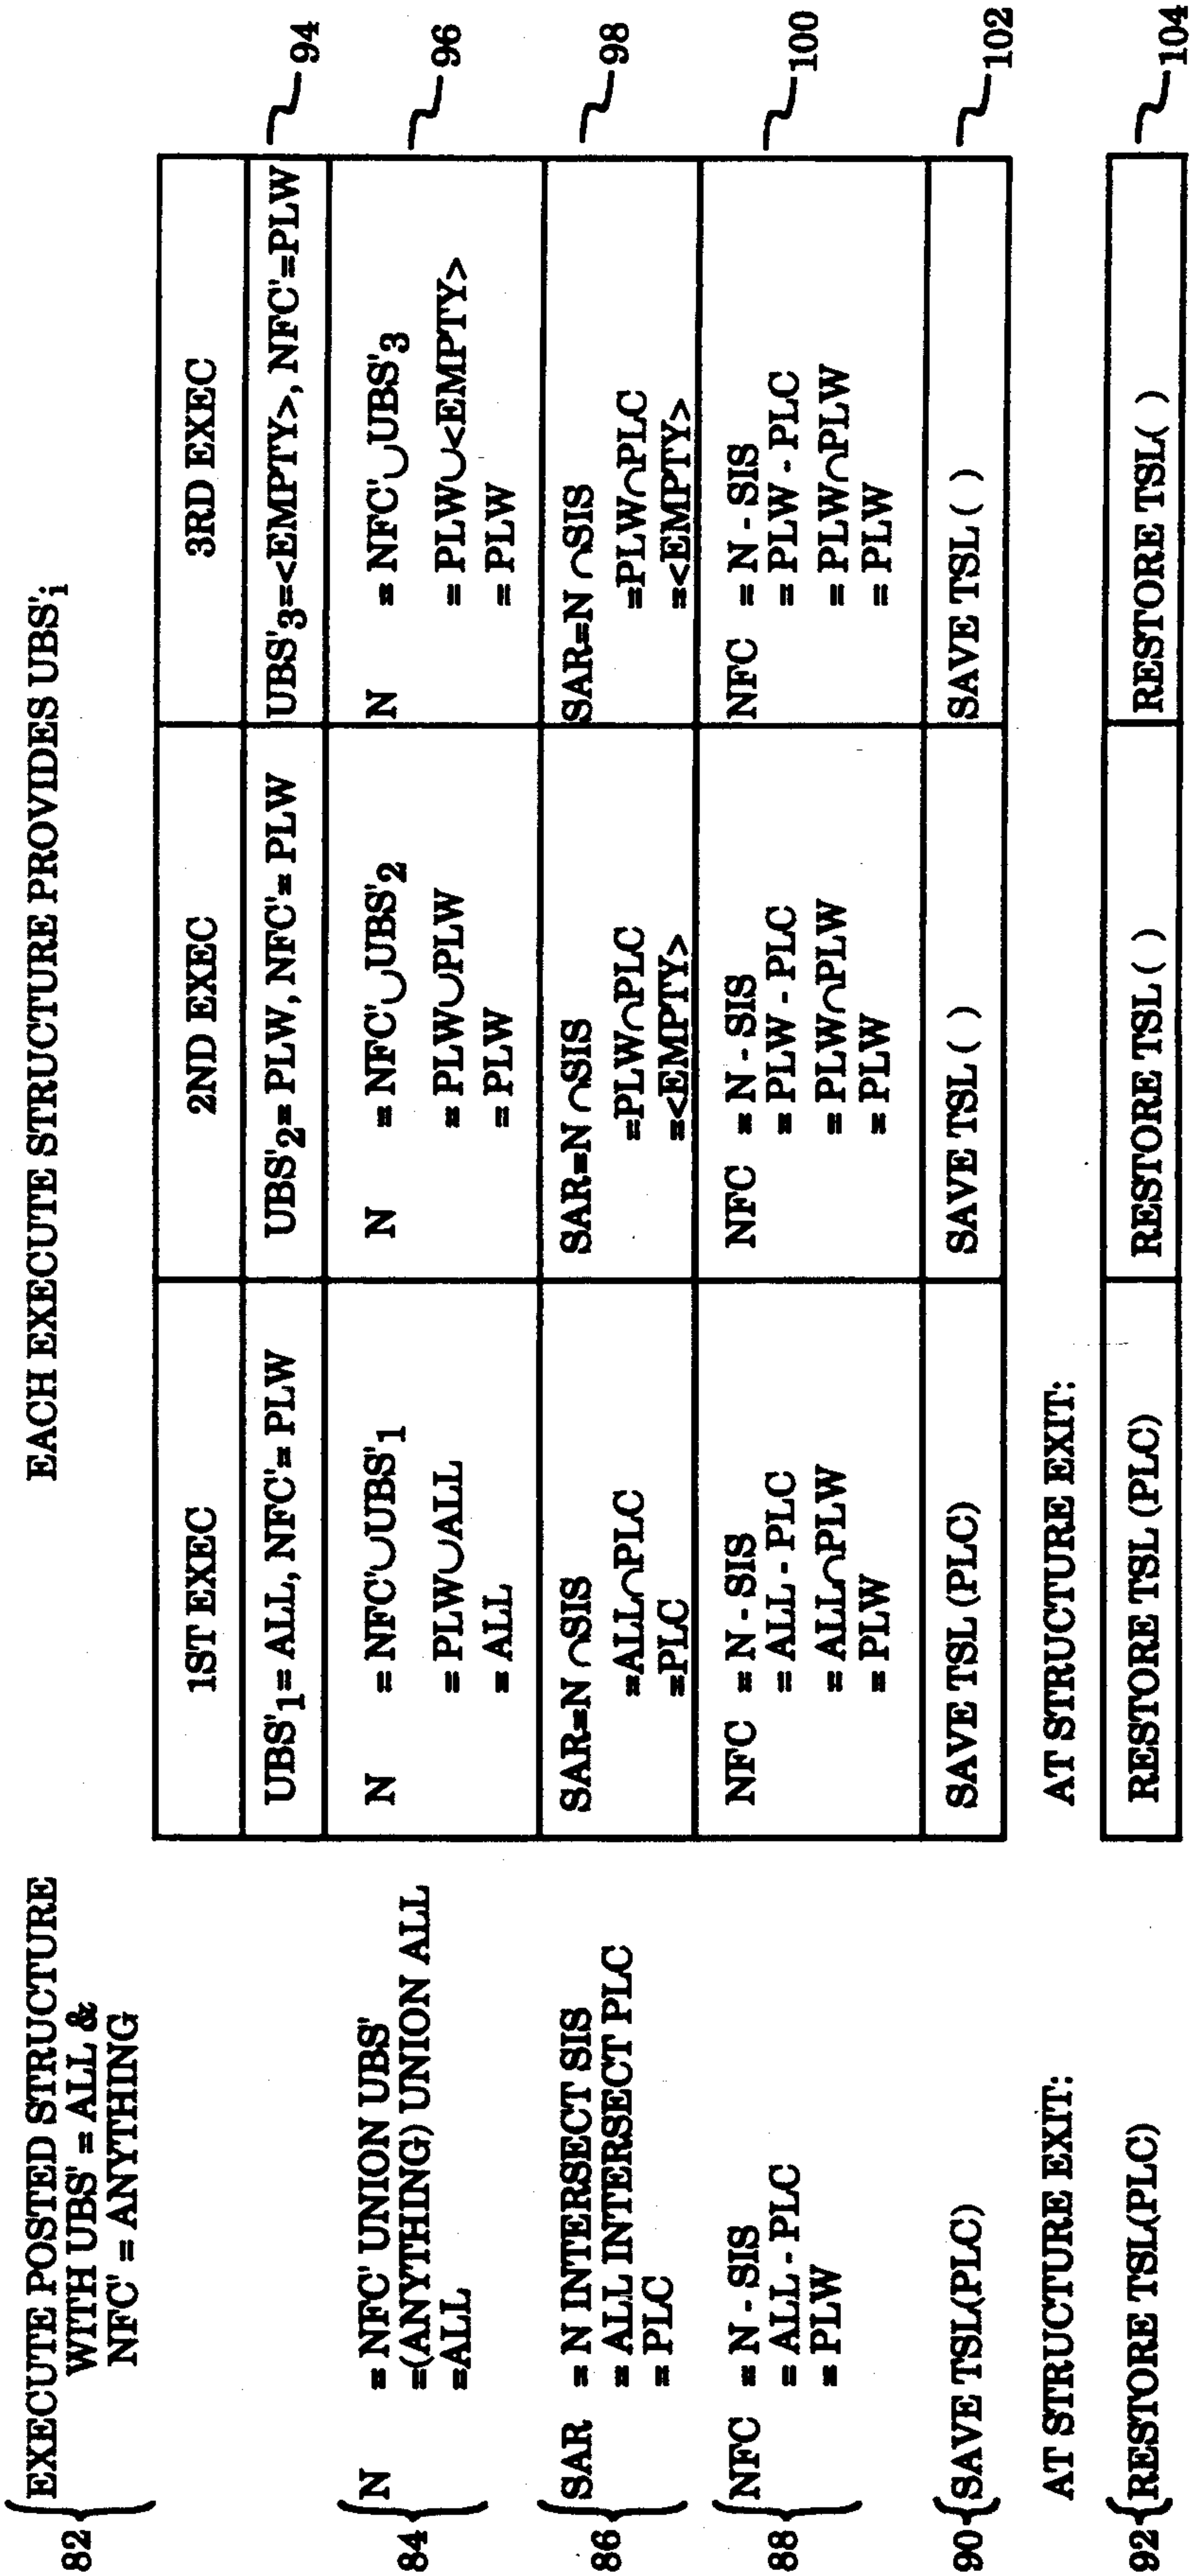 EXECUTE POSTED STRUCTURE
WITH UBS' = ALL &
NFC' = ANYTHING
82
N = NFC' UNION UBS'
=(ANYTHING) UNION ALL
=ALL
84
SAR = N INTERSECT SIS
= ALL INTERSECT PLC
= PLC
86
NFC = N - SIS
= ALL - PLC
= PLW
88
90 SAVE TSL(PLC)
AT STRUCTURE EXIT:
92 RESTORE TSL(PLC)
EACH EXECUTE STRUCTURE PROVIDES UBS'i
1ST EXEC 2ND EXEC 3RD EXEC
UBS'1= ALL, NFC'= PLW UBS'2= PLW, NFC'= PLW UBS'3=<EMPTY>, NFC'=PLW 94
N = NFC'∪UBS'1
= PLW∪ALL
= ALL
N = NFC'∪UBS'2
= PLW∪PLW
= PLW
N = NFC'∪UBS'3
= PLW∪<EMPTY>
= PLW
96
SAR=N ∩SIS
=ALL∩PLC
=PLC
SAR=N ∩SIS
=PLW∩PLC
=<EMPTY>
SAR=N ∩SIS
=PLW∩PLC
=<EMPTY>
98
NFC = N - SIS
= ALL - PLC
= ALL∩PLW
= PLW
NFC = N - SIS
= PLW - PLC
= PLW∩PLW
= PLW
NFC = N - SIS
= PLW - PLC
= PLW∩PLW
= PLW
100
SAVE TSL (PLC) SAVE TSL ( ) SAVE TSL ( ) 102
AT STRUCTURE EXIT:
RESTORE TSL (PLC) RESTORE TSL ( ) RESTORE TSL( ) 104